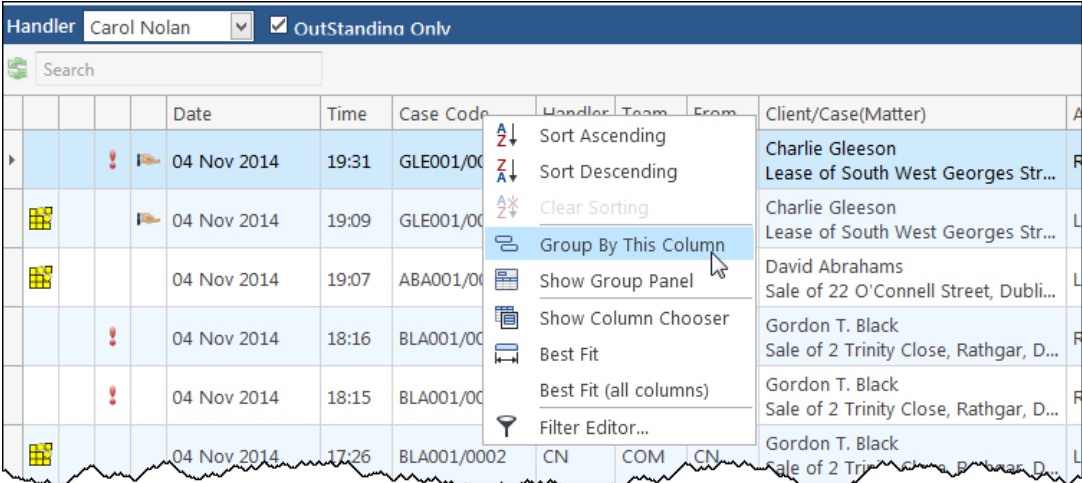 Handler Carol Nolan OutStanding Only
Search
Date Time Case Code Handler Team From Client/Case(Matter) A
04 Nov 2014 19:31 GLE001/00 Charlie Gleeson
Lease of South West Georges Str... R
04 Nov 2014 19:09 GLE001/00 Charlie Gleeson
Lease of South West Georges Str... L
04 Nov 2014 19:07 ABA001/00 David Abrahams
Sale of 22 O'Connell Street, Dubli... L
04 Nov 2014 18:16 BLA001/00 Gordon T. Black
Sale of 2 Trinity Close, Rathgar, D... R
04 Nov 2014 18:15 BLA001/00 Gordon T. Black
Sale of 2 Trinity Close, Rathgar, D... R
04 Nov 2014 17:26 BLA001/0002 CN COM CN Gordon T. Black
Sale of 2 Trinity Close, Rathgar, D... L
Sort Ascending
Sort Descending
Clear Sorting
Group By This Column
Show Group Panel
Show Column Chooser
Best Fit
Best Fit (all columns)
Filter Editor...